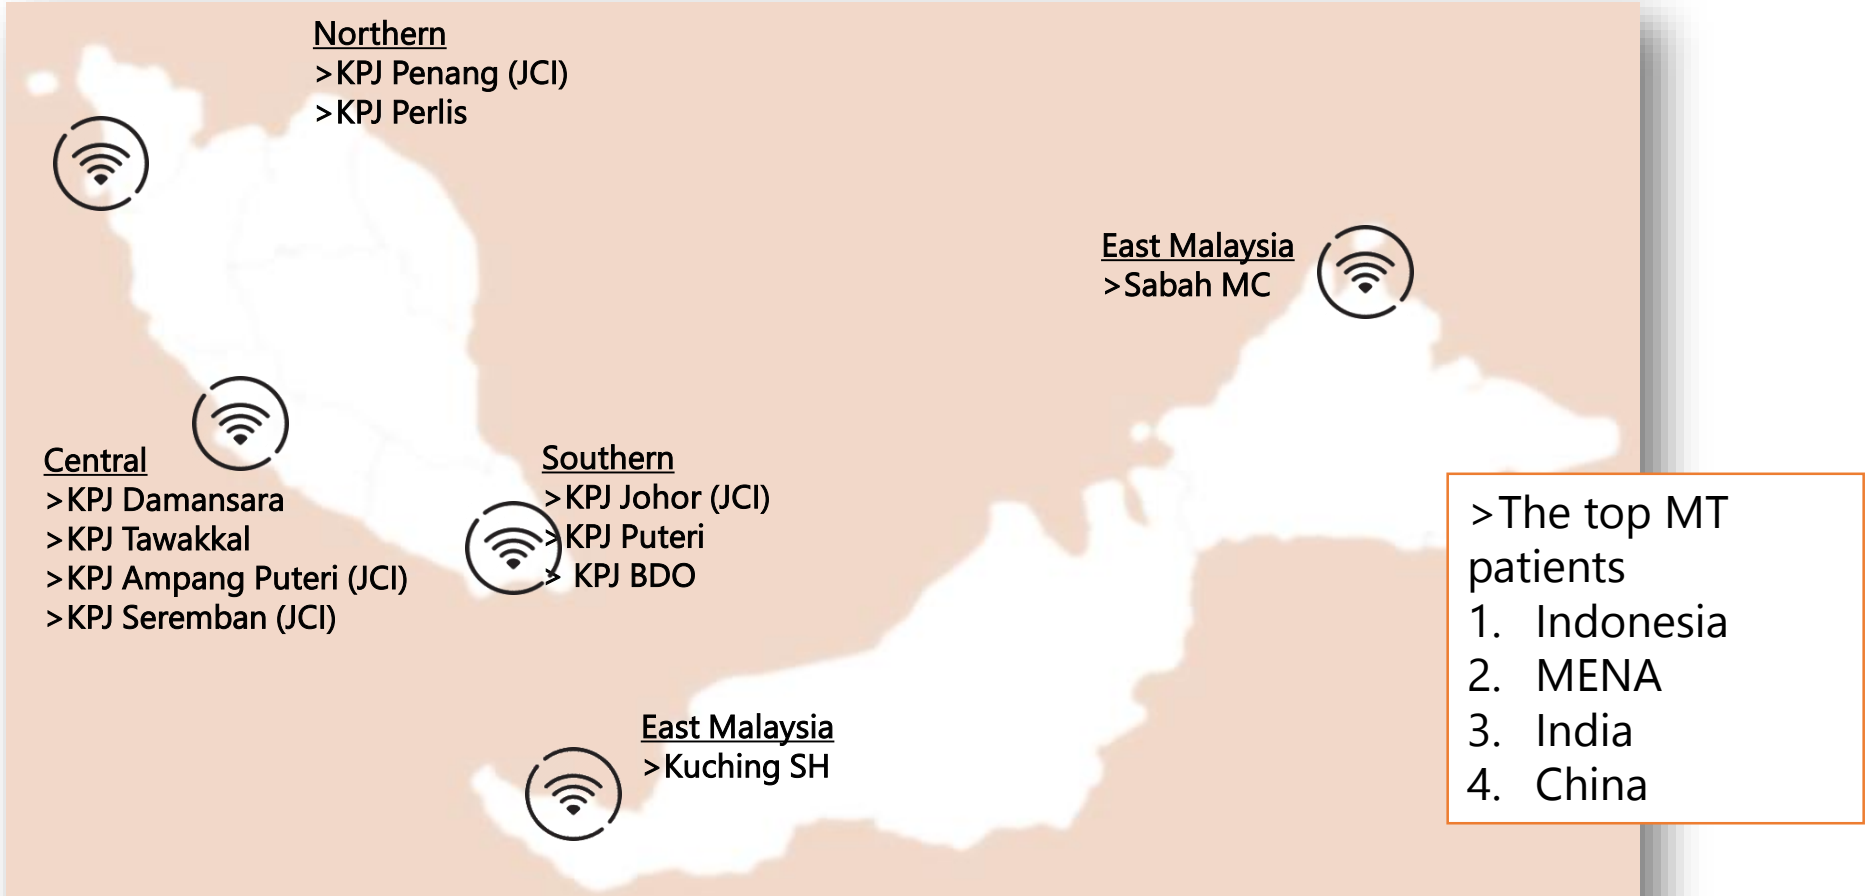 Northern
>KPJ Penang (JCI)
>KPJ Perlis
East Malaysia
>Sabah MC
Central
>KPJ Damansara
>KPJ Tawakkal
>KPJ Ampang Puteri (JCI)
>KPJ Seremban (JCI)
Southern
>KPJ Johor (JCI)
>KPJ Puteri
> KPJ BDO
East Malaysia
>Kuching SH
>The top MT
patients
1. Indonesia
2. MENA
3. India
4. China